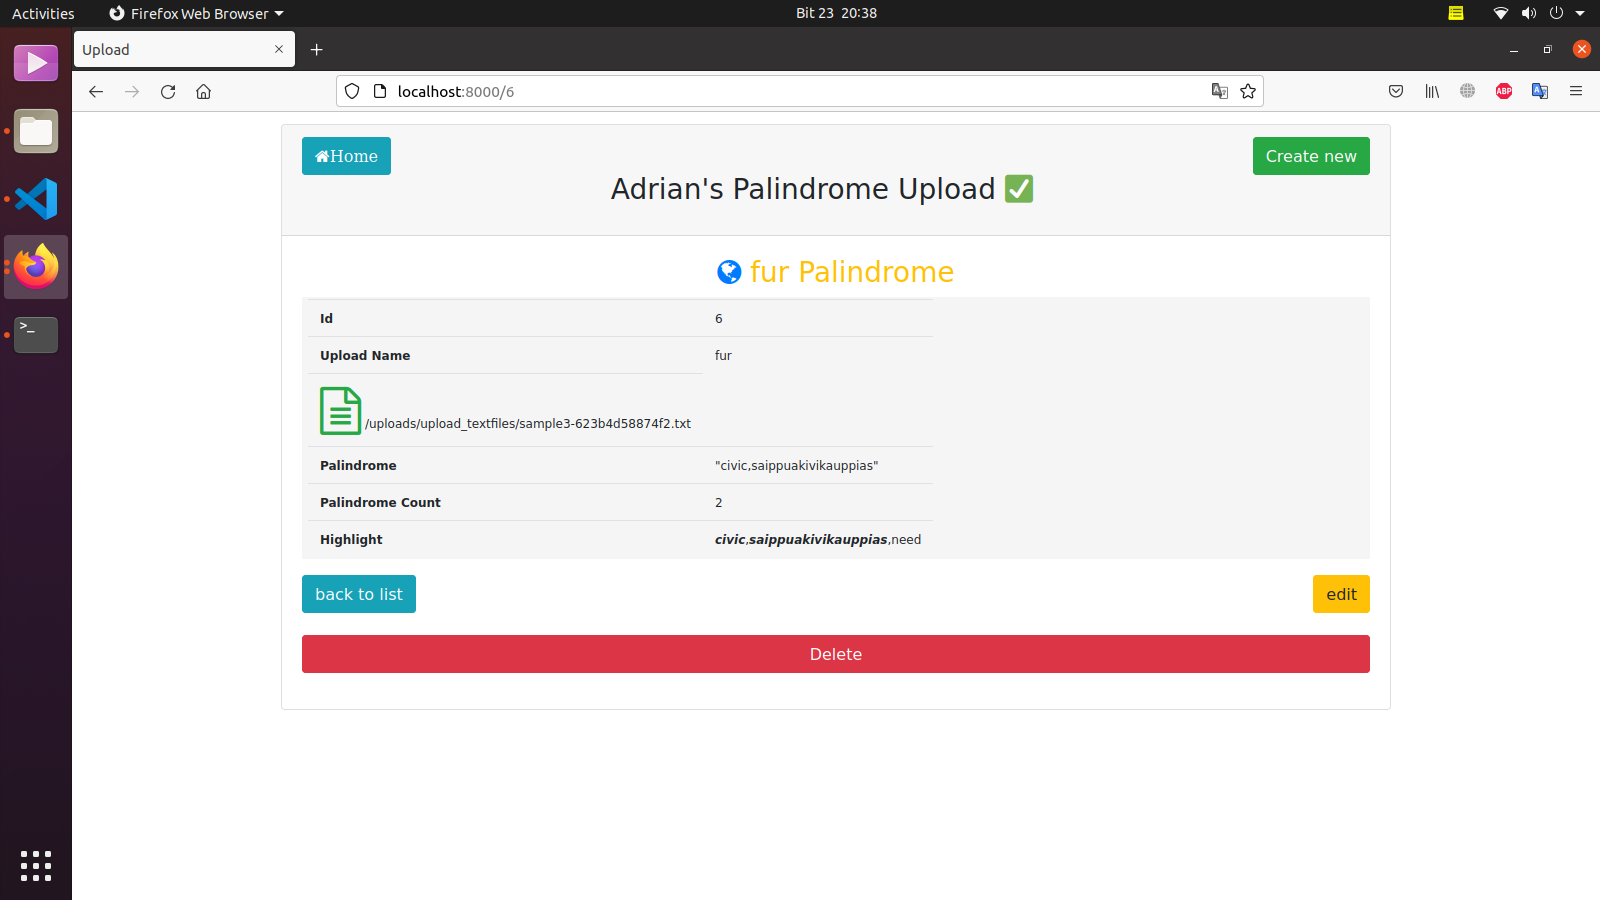 Activities Firefox Web Browser Bit 23 20:38
Upload
localhost:8000/6
ABP
Home
Create new
Adrian's Palindrome Upload ✅
fur Palindrome
Id 6
Upload Name fur
/uploads/upload_textfiles/sample3-623b4d58874f2.txt
Palindrome "civic,saippuakivikauppias"
Palindrome Count 2
Highlight civic,saippuakivikauppias,need
back to list
edit
Delete